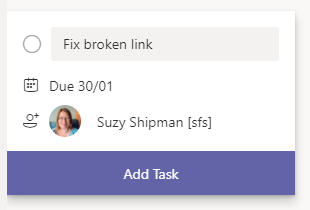 Fix broken link
Due 30/01
Suzy Shipman [sfs]
Add Task